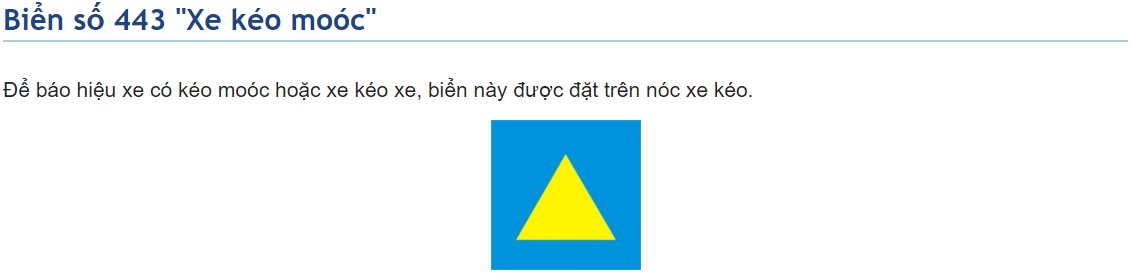 Biển số 443 "Xe kéo moóc"
Để báo hiệu xe có kéo moóc hoặc xe kéo xe, biển này được đặt trên nóc xe kéo.